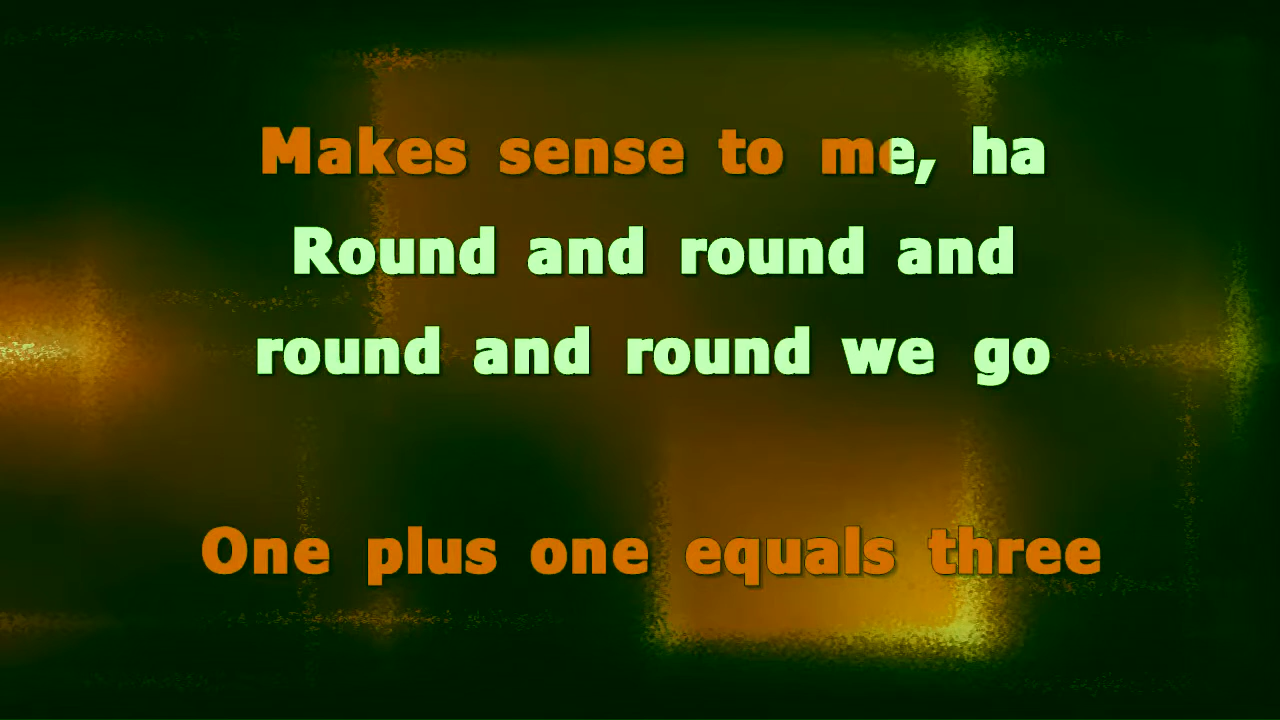 Makes sense to me, ha
Round and round and
round and round we go
One plus one equals three